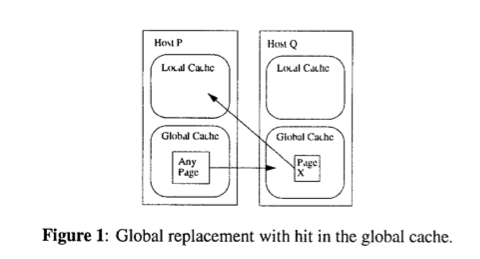 Host P
Host Q
Local Cache
Local Cache
Global Cache
Global Cache
Any
Page
Page
X
Figure 1: Global replacement with hit in the global cache.